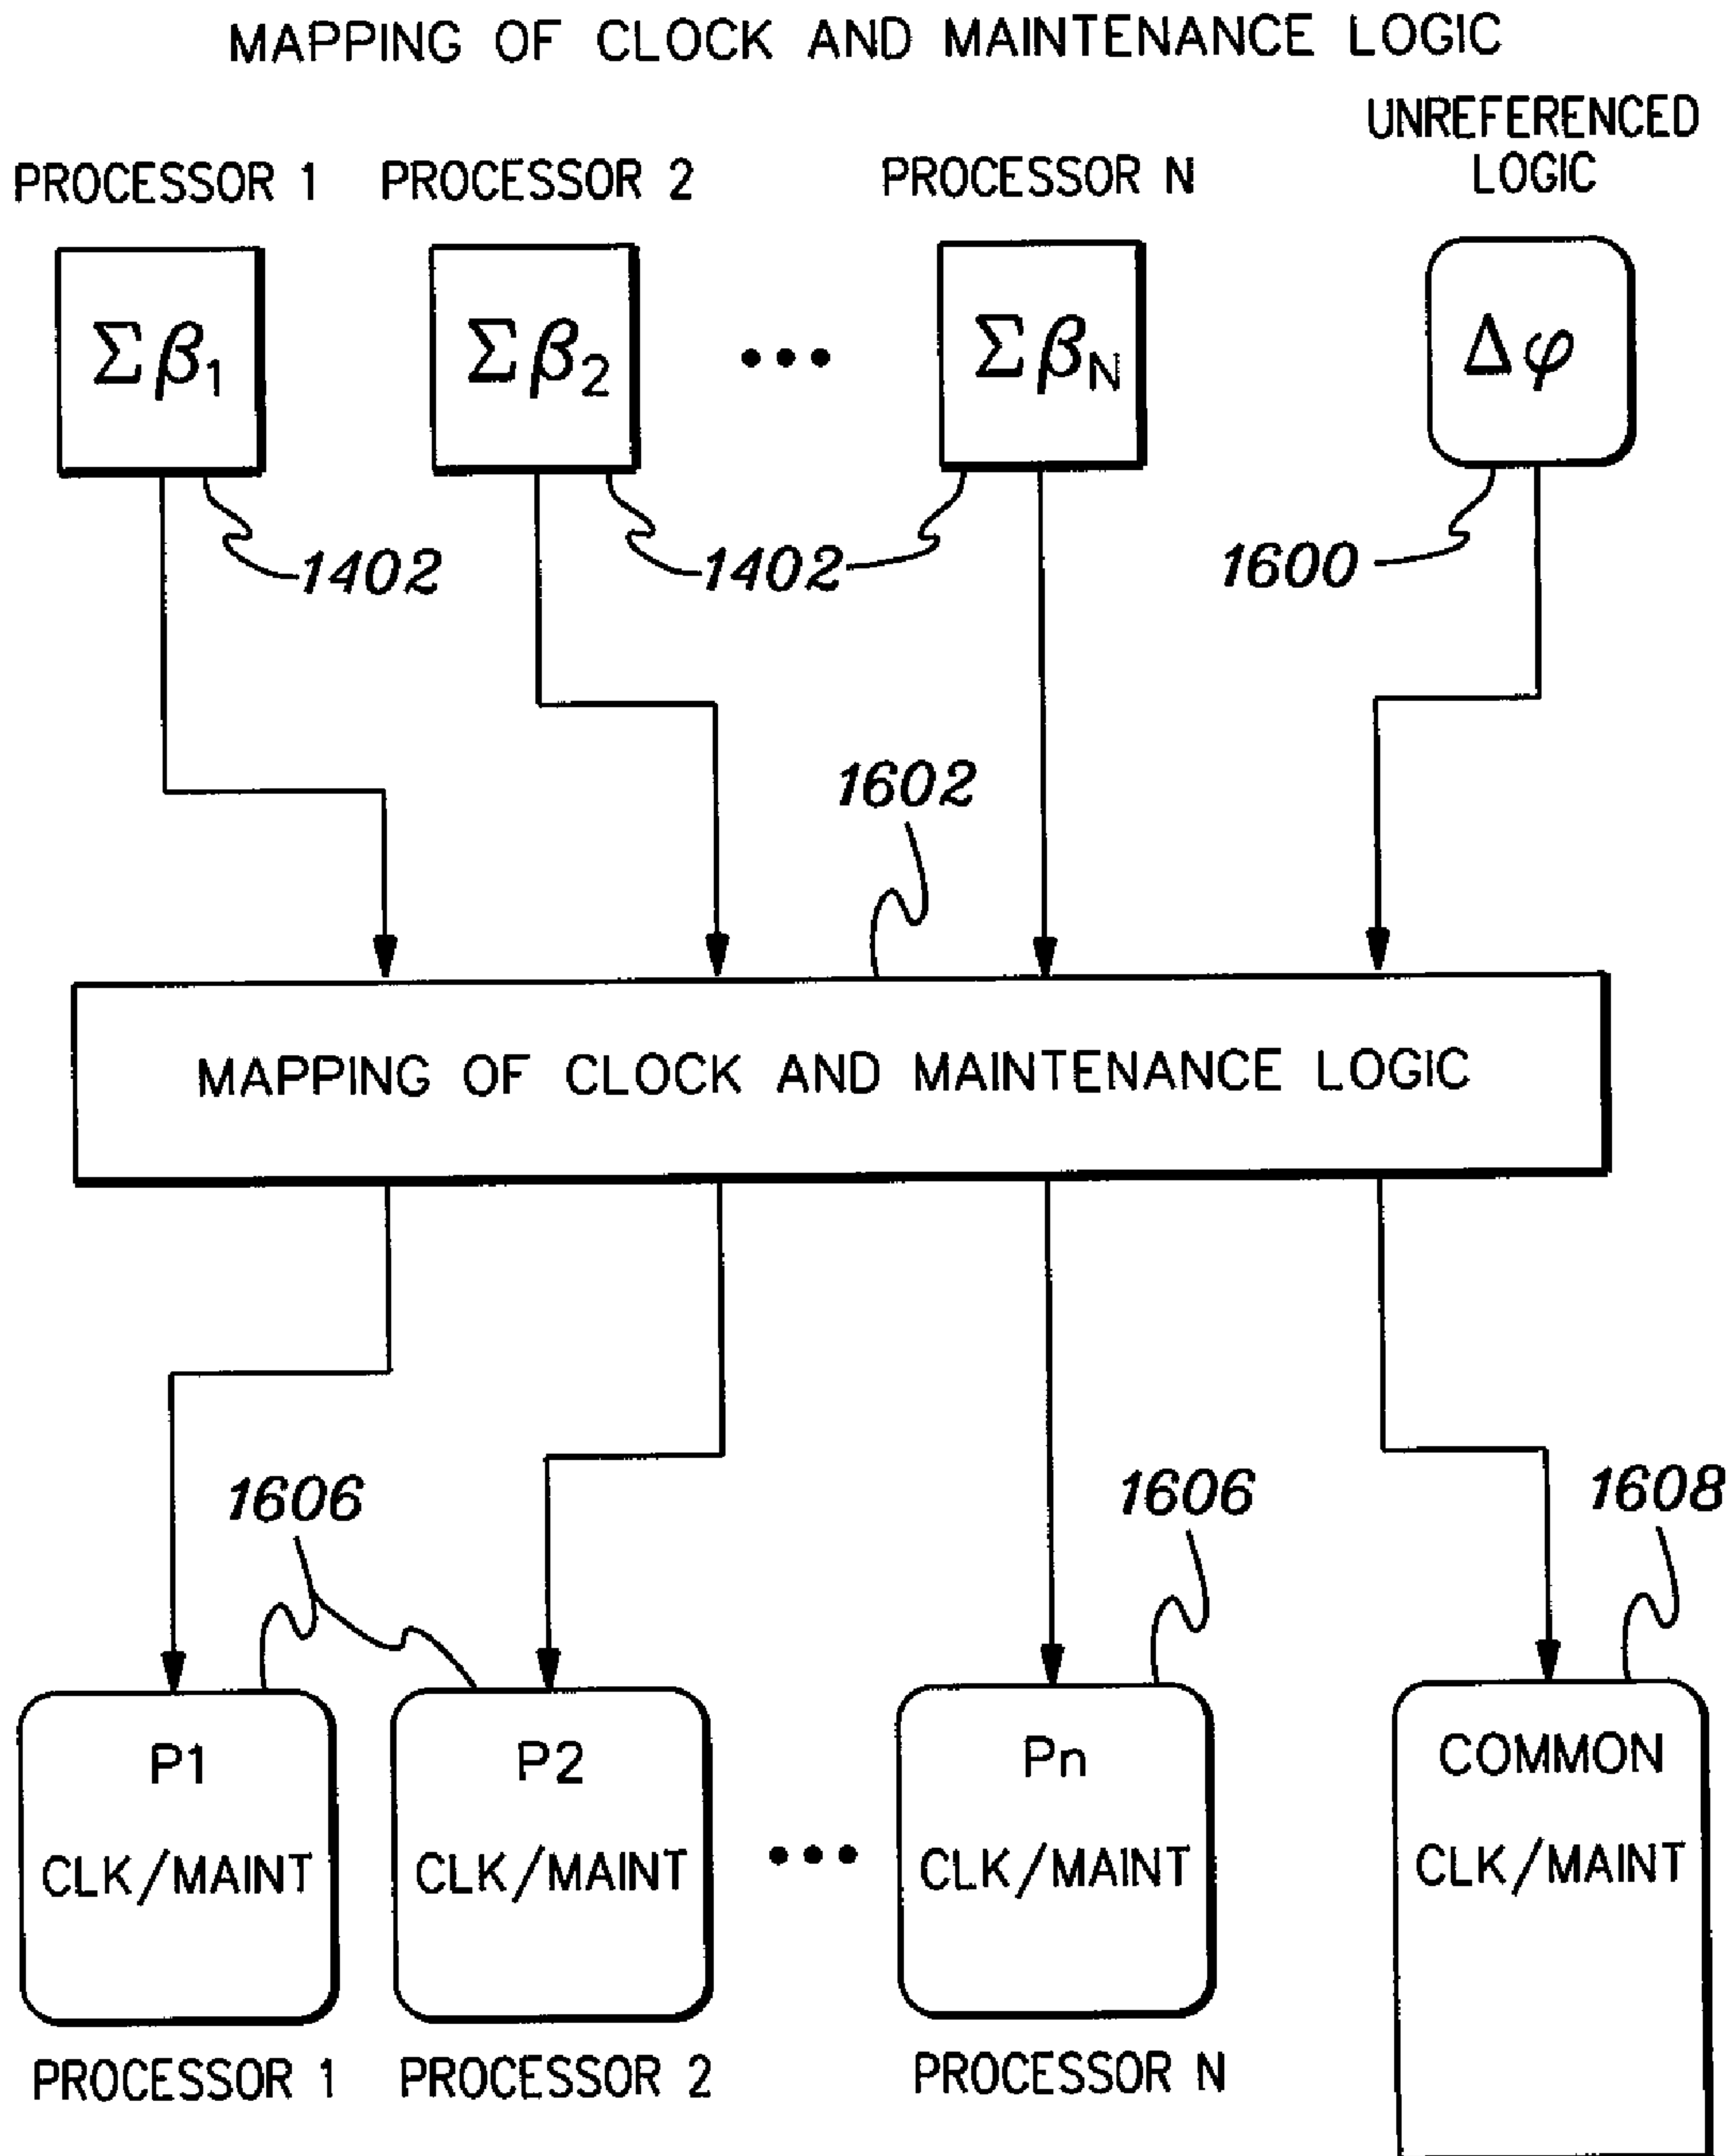 MAPPING OF CLOCK AND MAINTENANCE LOGIC
UNREFERENCED
LOGIC
PROCESSOR 1
PROCESSOR 2
PROCESSOR N
Σβ₁
Σβ₂
•••
Σβ_N
Δφ
1402
1402
1600
1602
MAPPING OF CLOCK AND MAINTENANCE LOGIC
1606
1606
1608
P1
CLK/MAINT
P2
CLK/MAINT
•••
Pn
CLK/MAINT
COMMON
CLK/MAINT
PROCESSOR 1
PROCESSOR 2
PROCESSOR N